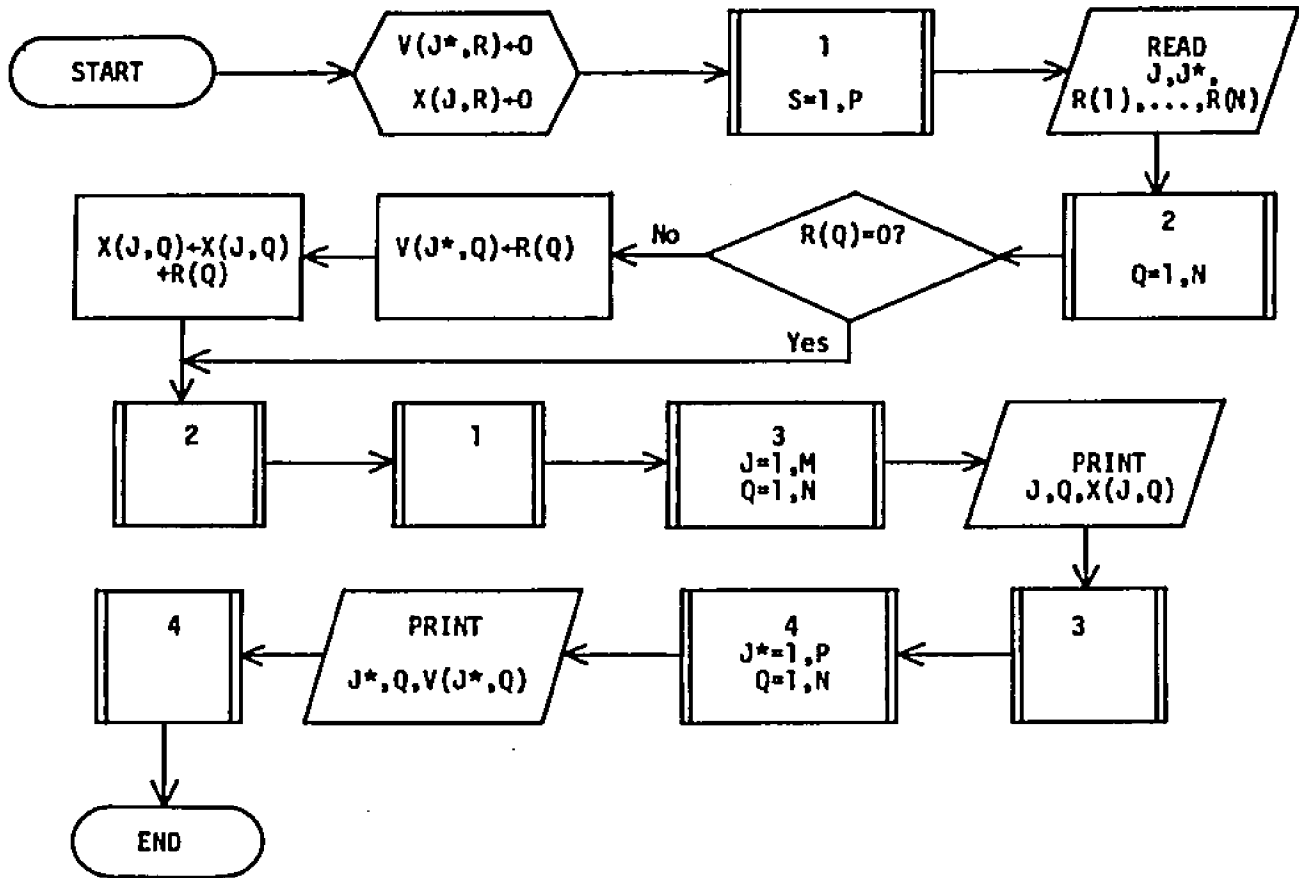 START
V(J*,R)←0
X(J,R)←0
1
S=1,P
READ
J,J*,
R(1),...,R(N)
X(J,Q)←X(J,Q)
+R(Q)
V(J*,Q)←R(Q)
No
R(Q)=0?
2
Q=1,N
Yes
2
1
3
J=1,M
Q=1,N
PRINT
J,Q,X(J,Q)
4
PRINT
J*,Q,V(J*,Q)
4
J*=1,P
Q=1,N
3
END